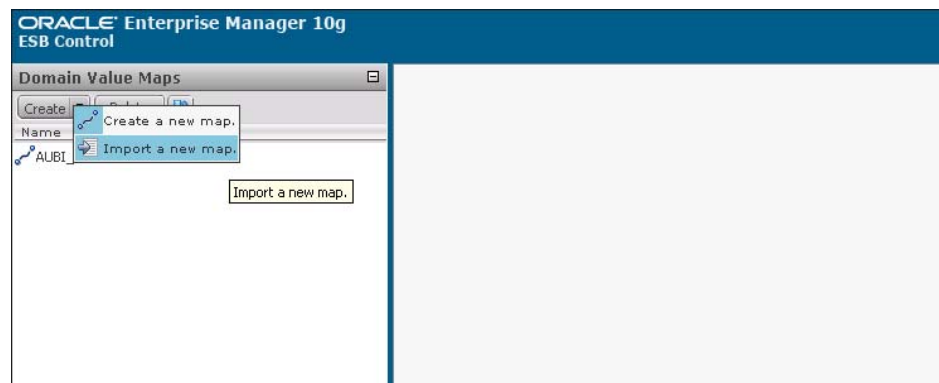 ORACLE Enterprise Manager 10g
ESB Control
Domain Value Maps
Create
Create a new map.
Name
Import a new map.
AUBI_
Import a new map.